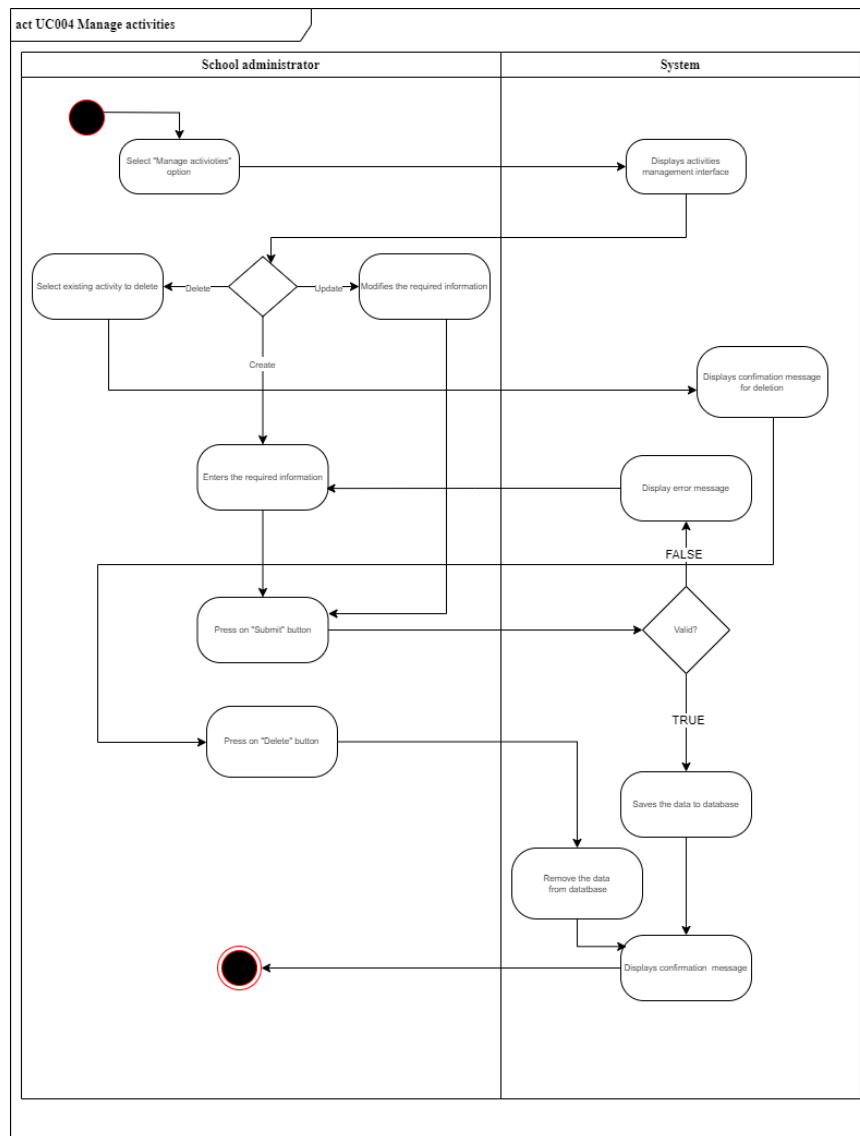 act UC004 Manage activities
School administrator
System
Select "Manage activioties"
option
Displays activities
management interface
Select existing activity to delete
Delete
Update
Modifies the required information
Create
Displays confimation message
for deletion
Enters the required information
Display error message
FALSE
Press on "Submit" button
Valid?
TRUE
Press on "Delete" button
Saves the data to database
Remove the data
from datatbase
Displays confirmation message